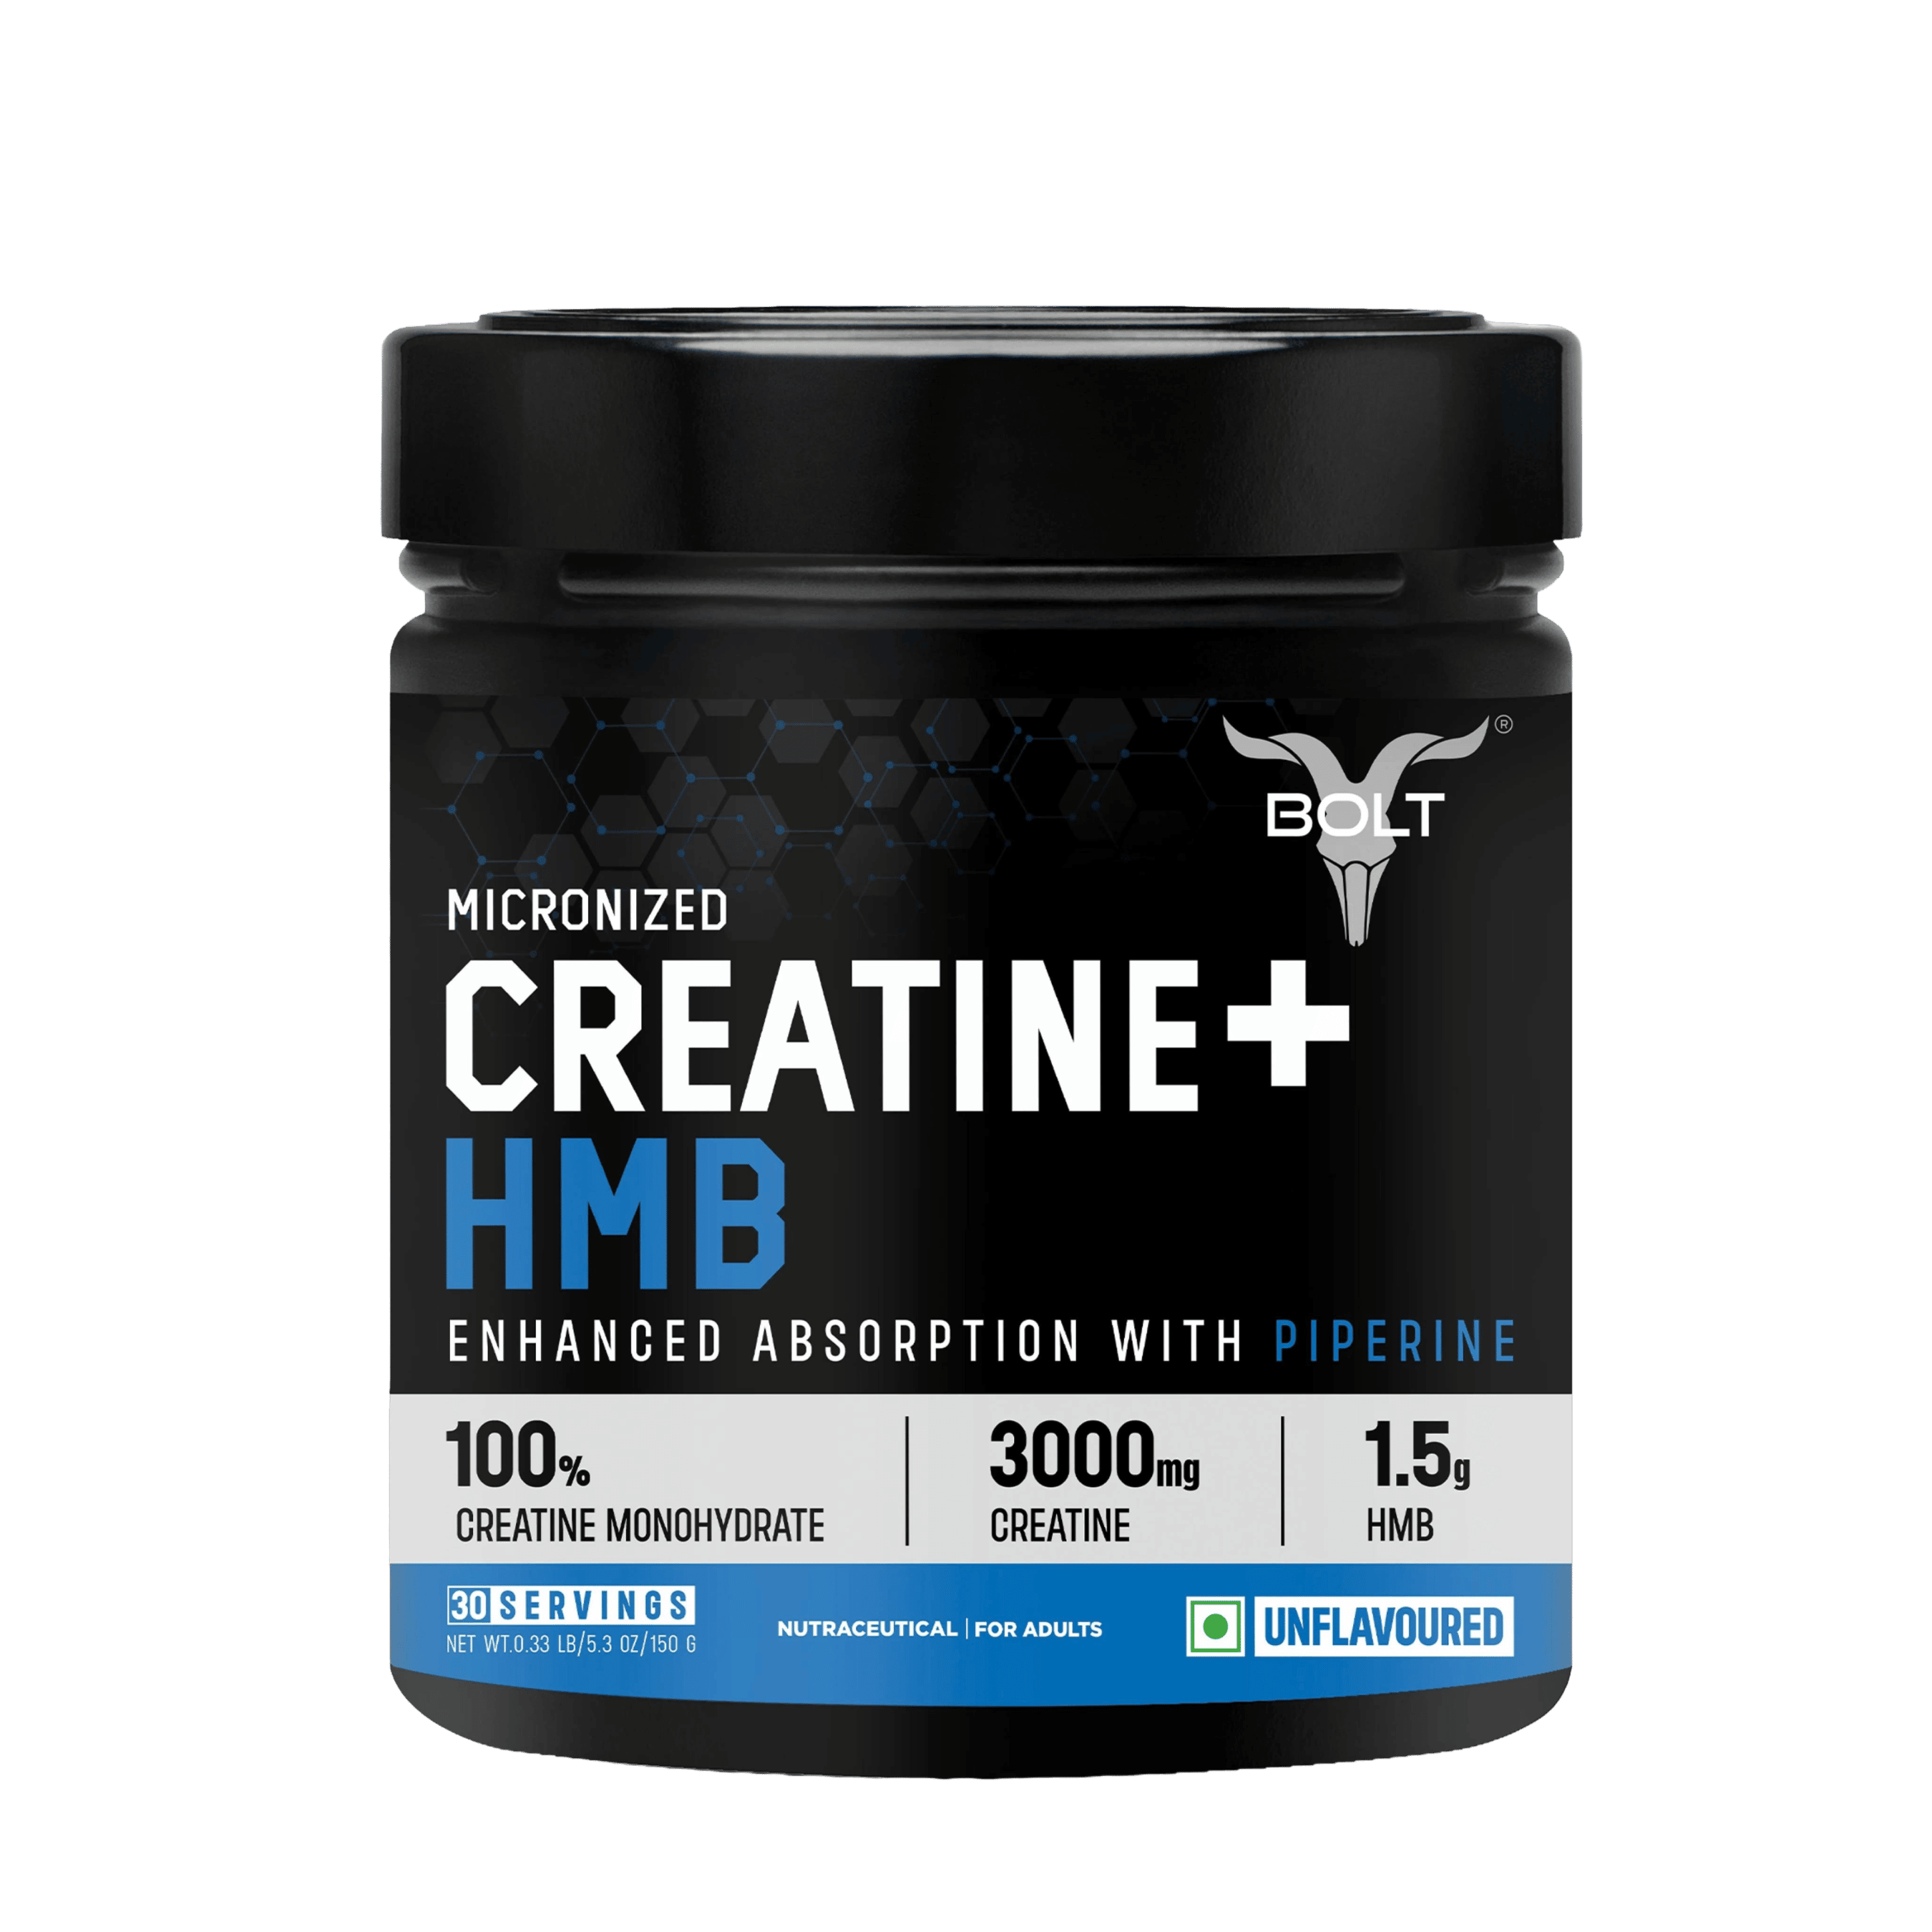 ®
BOLT
MICRONIZED
CREATINE+
HMB
ENHANCED ABSORPTION WITH PIPERINE
100% 3000mg 1.5g
CREATINE MONOHYDRATE CREATINE HMB
30 SERVINGS
NET WT.0.33 LB/5.3 OZ/150 G
NUTRACEUTICAL | FOR ADULTS
UNFLAVOURED